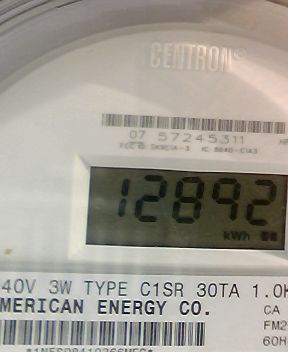 CENTRON®
07 57245311
12892
kWh
40V 3W TYPE C1SR 30TA 1.0K
MERICAN ENERGY CO.
CA
FM2
60H